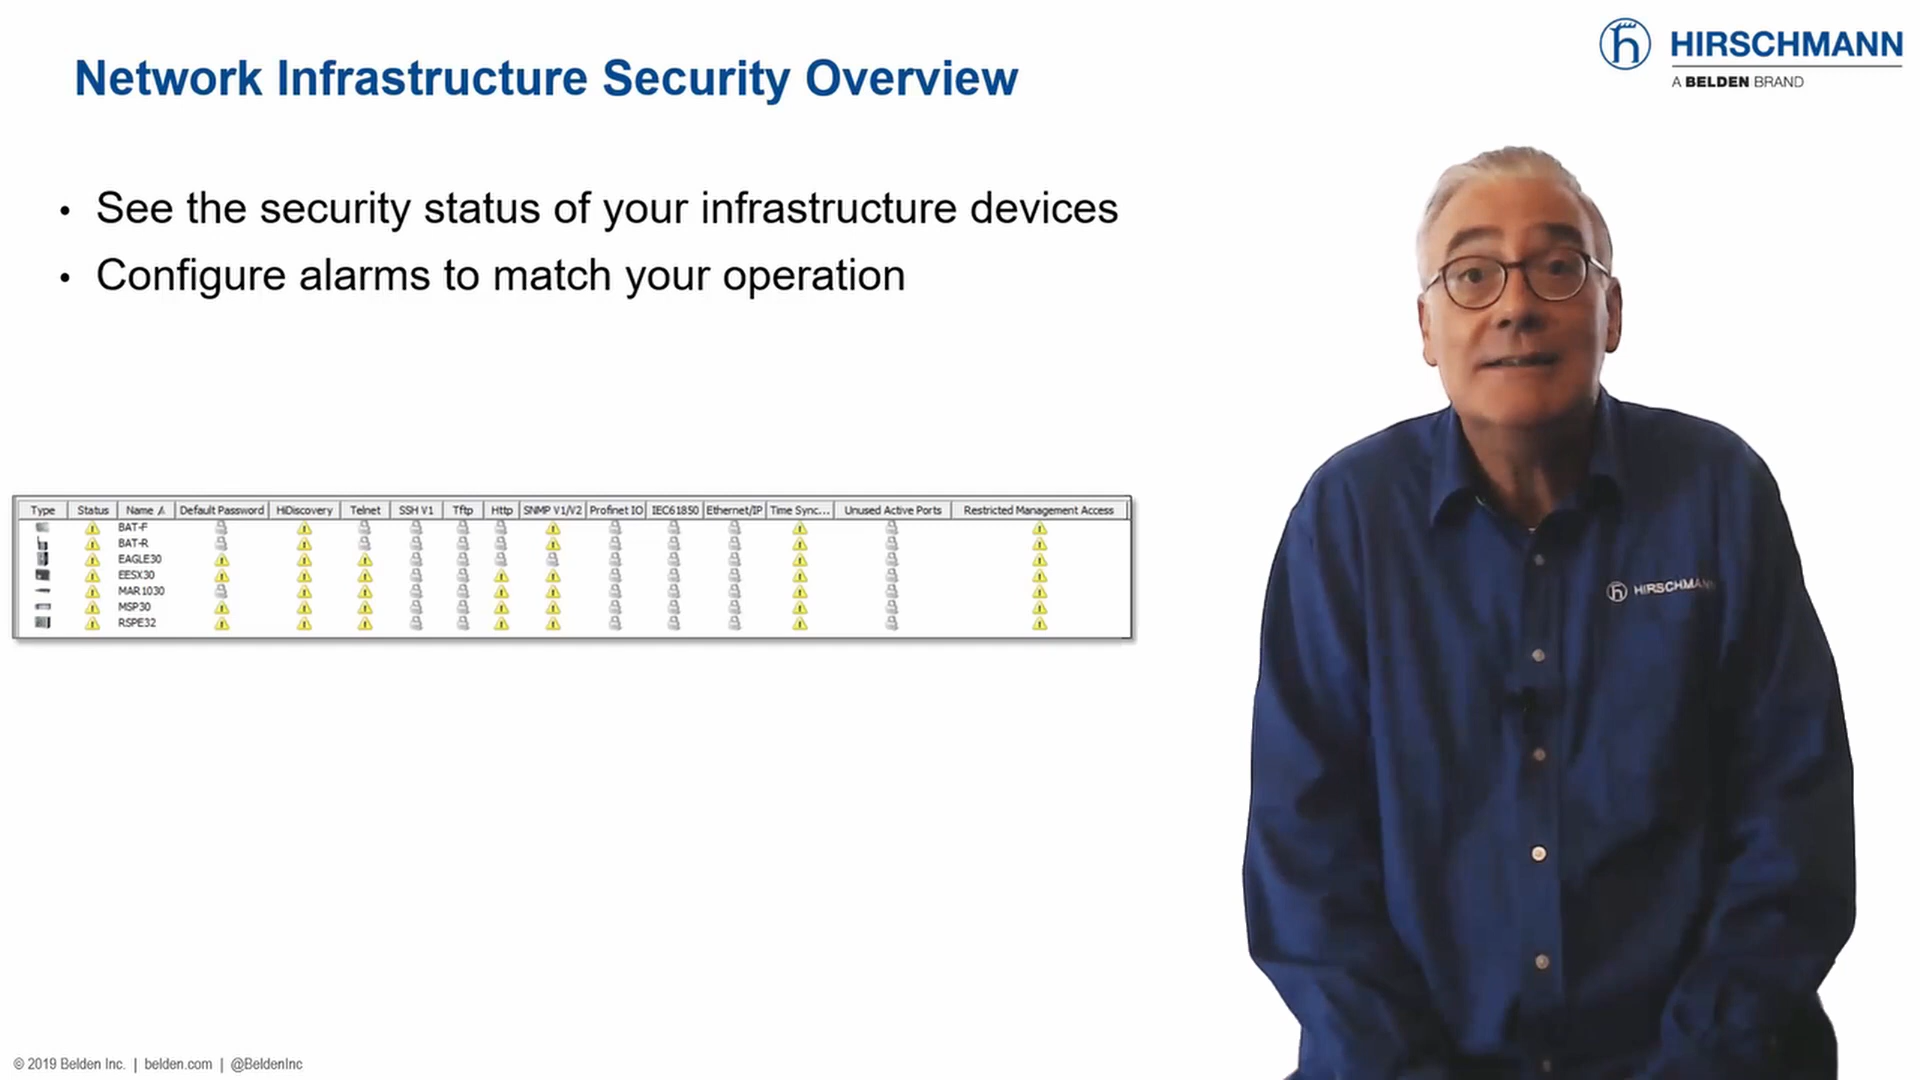 Network Infrastructure Security Overview
HIRSCHMANN
A BELDEN BRAND
• See the security status of your infrastructure devices
• Configure alarms to match your operation
Type Status Name Default Password HiDiscovery Telnet SSH V1 Tftp Http SNMP V1/V2 Profinet IO IEC61850 Ethernet/IP Time Sync... Unused Active Ports Restricted Management Access
BAT-F
BAT-R
EAGLE30
EESX30
MAR1030
MSP30
RSPE32
HIRSCHMANN
© 2019 Belden Inc. | belden.com | @BeldenInc